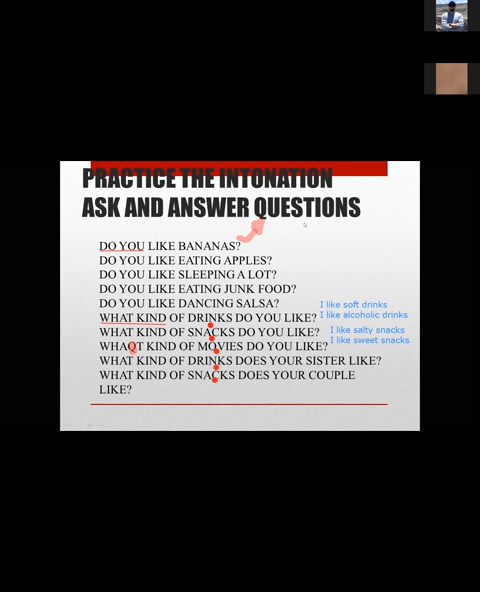 PRACTICE THE INTONATION
ASK AND ANSWER QUESTIONS
DO YOU LIKE BANANAS?
DO YOU LIKE EATING APPLES?
DO YOU LIKE SLEEPING A LOT?
DO YOU LIKE EATING JUNK FOOD?
DO YOU LIKE DANCING SALSA?
I like soft drinks
WHAT KIND OF DRINKS DO YOU LIKE?
I like alcoholic drinks
WHAT KIND OF SNACKS DO YOU LIKE?
I like salty snacks
WHAQT KIND OF MOVIES DO YOU LIKE?
I like sweet snacks
WHAT KIND OF DRINKS DOES YOUR SISTER LIKE?
WHAT KIND OF SNACKS DOES YOUR COUPLE
LIKE?